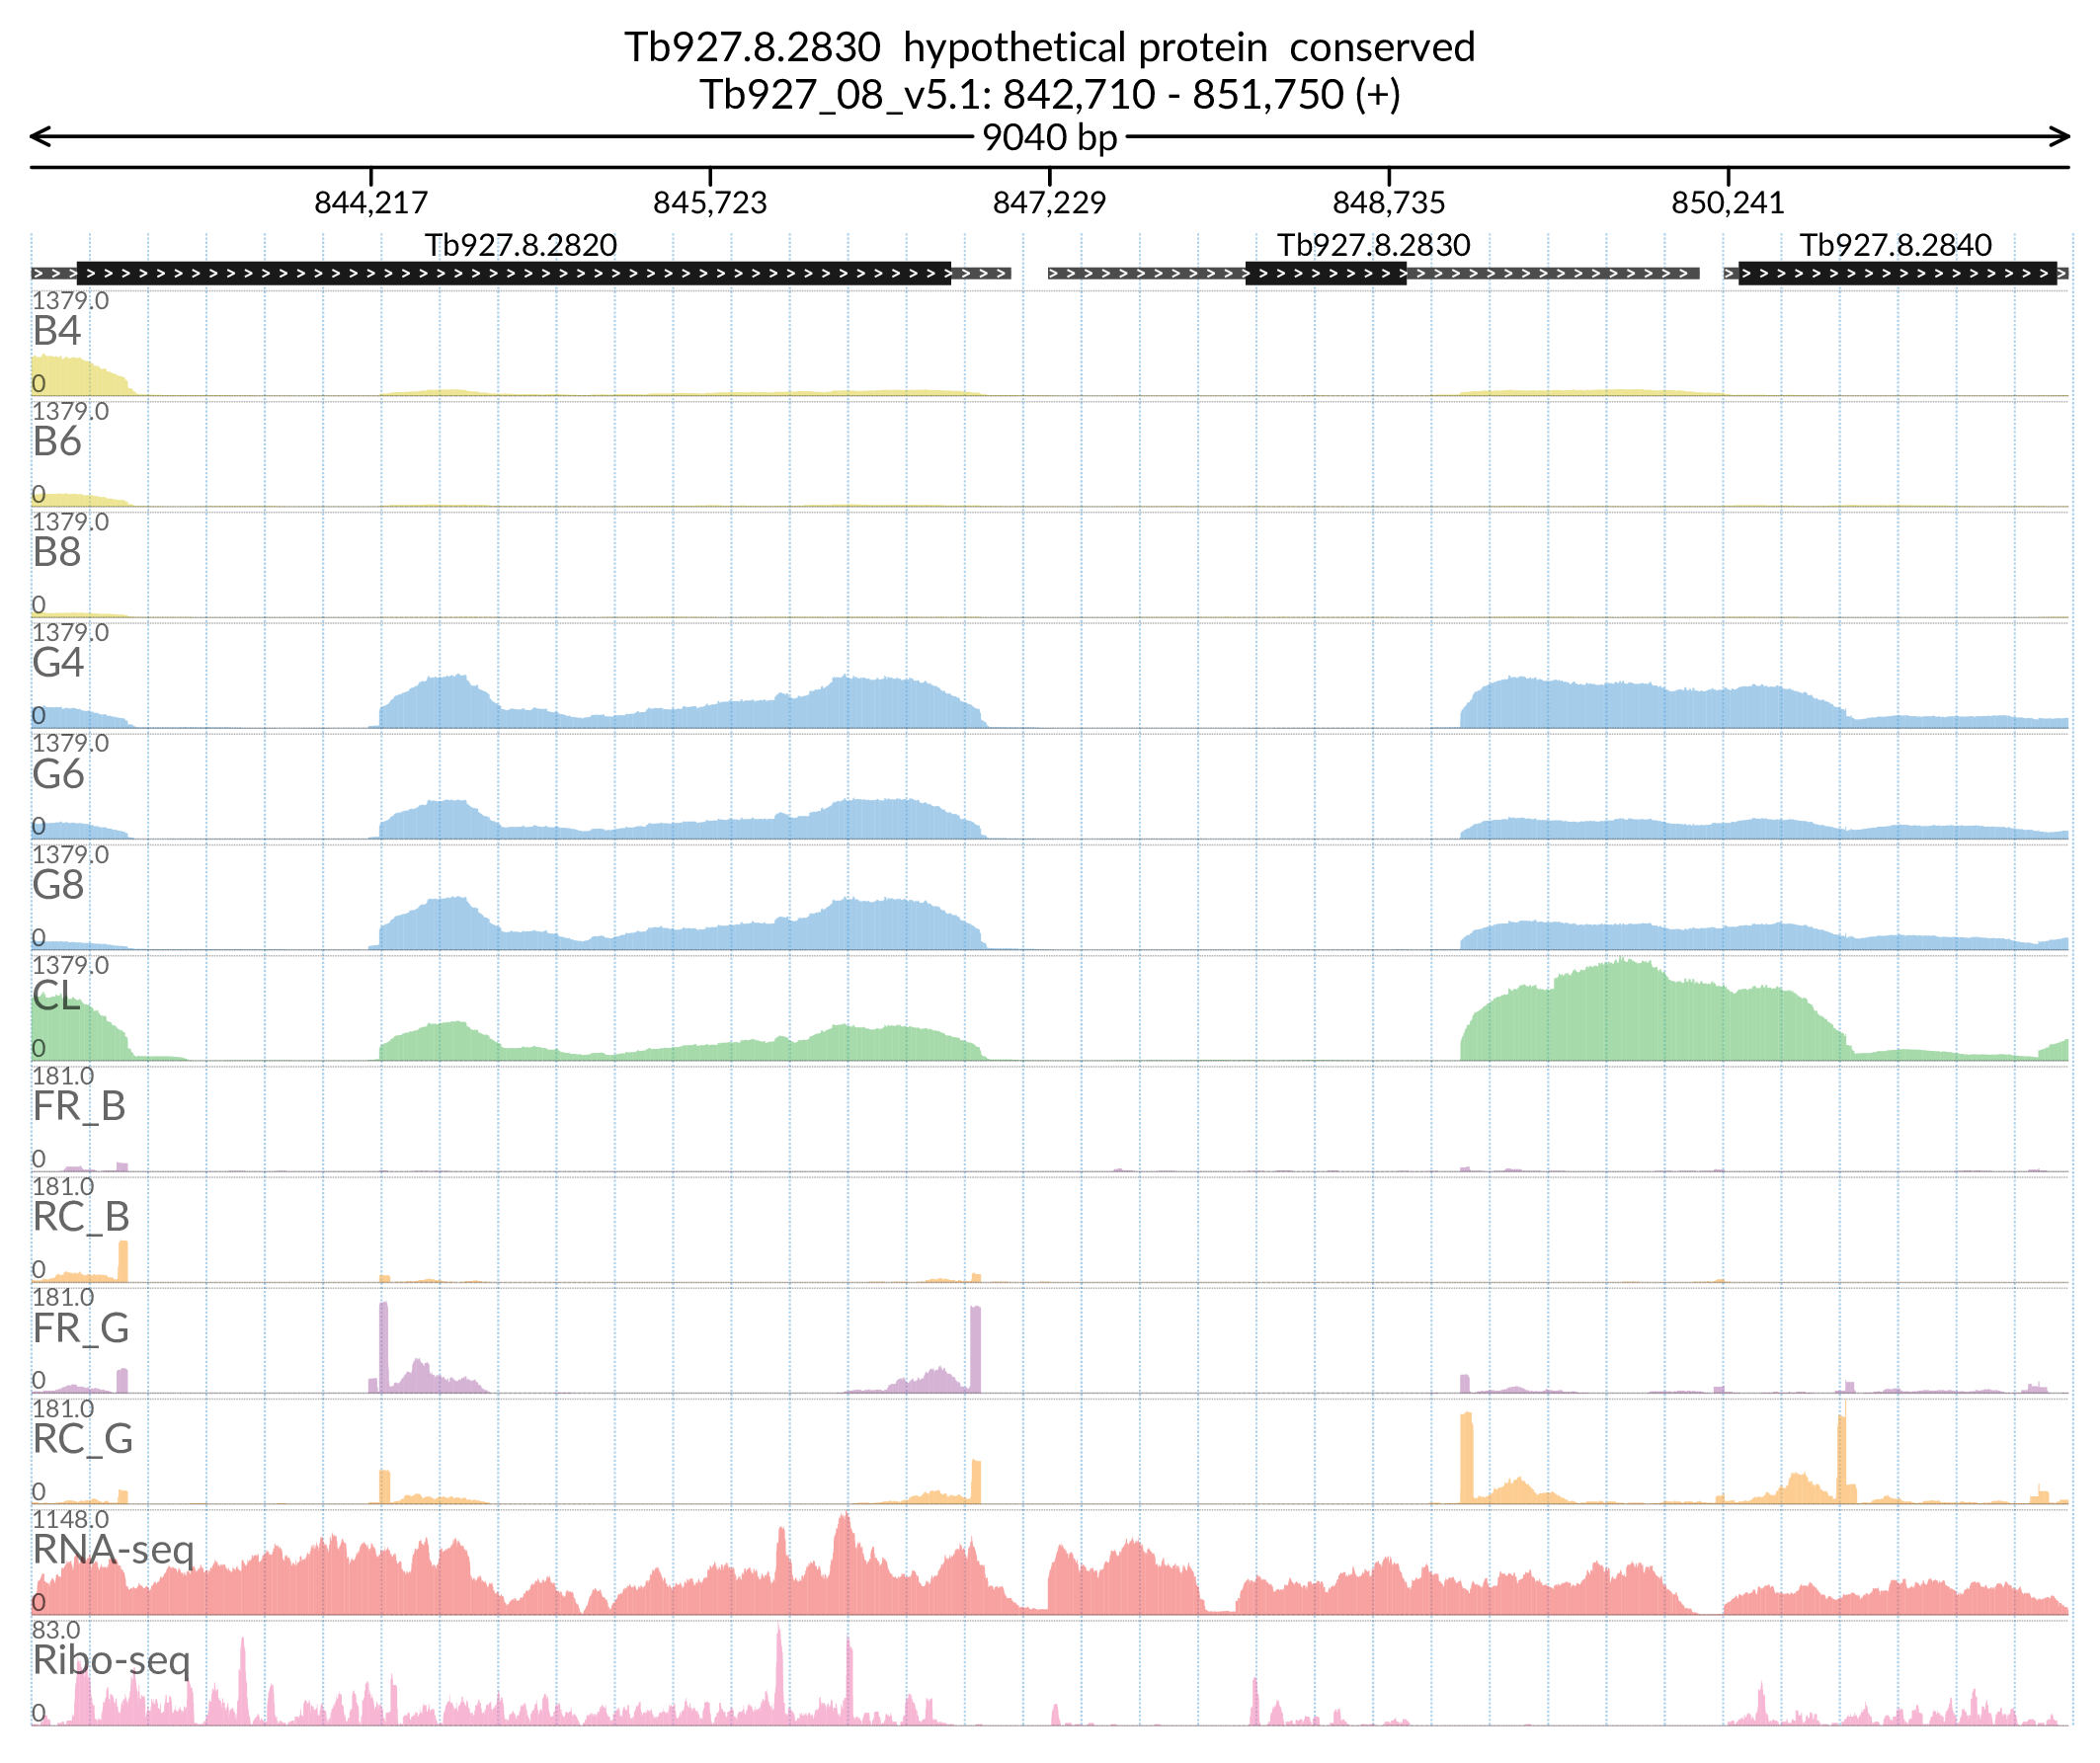 Tb927.8.2830  hypothetical protein  conserved
Tb927_08_v5.1: 842,710 - 851,750 (+)
9040 bp
844,217 845,723 847,229 848,735 850,241
Tb927.8.2820 Tb927.8.2830 Tb927.8.2840
1379.0
B4
0
1379.0
B6
0
1379.0
B8
0
1379.0
G4
0
1379.0
G6
0
1379.0
G8
0
1379.0
CL
0
181.0
FR_B
0
181.0
RC_B
0
181.0
FR_G
0
181.0
RC_G
0
1148.0
RNA-seq
0
83.0
Ribo-seq
0